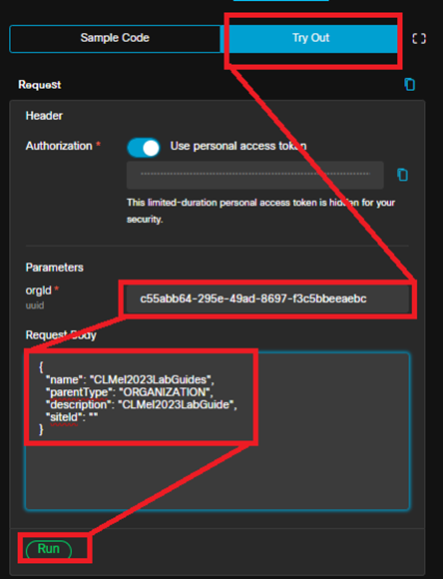 Sample Code
Try Out
Request
Header
Authorization *
Use personal access token
This limited-duration personal access token is hidden for your
security.
Parameters
orgId *
uuid
c55abb64-295e-49ad-8697-f3c5bbeeaebc
Request Body
{
"name": "CLMel2023LabGuides",
"parentType": "ORGANIZATION",
"description": "CLMel2023LabGuide",
"siteId": ""
}
Run